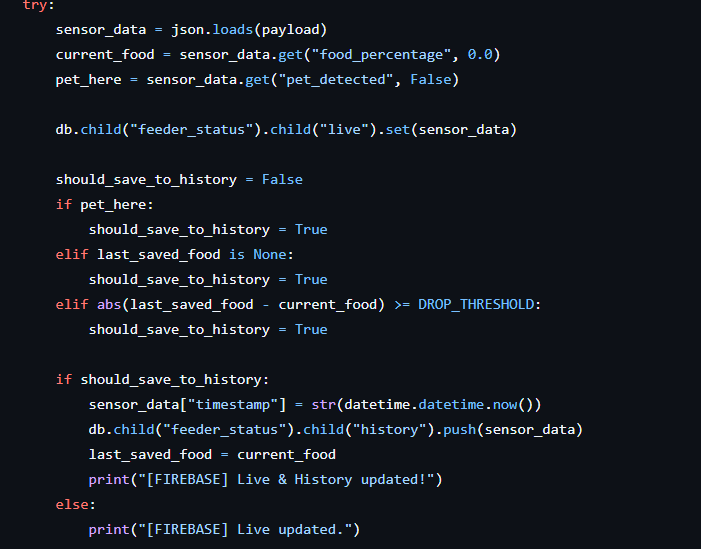 try:
    sensor_data = json.loads(payload)
    current_food = sensor_data.get("food_percentage", 0.0)
    pet_here = sensor_data.get("pet_detected", False)

    db.child("feeder_status").child("live").set(sensor_data)

    should_save_to_history = False
    if pet_here:
        should_save_to_history = True
    elif last_saved_food is None:
        should_save_to_history = True
    elif abs(last_saved_food - current_food) >= DROP_THRESHOLD:
        should_save_to_history = True

    if should_save_to_history:
        sensor_data["timestamp"] = str(datetime.datetime.now())
        db.child("feeder_status").child("history").push(sensor_data)
        last_saved_food = current_food
        print("[FIREBASE] Live & History updated!")
    else:
        print("[FIREBASE] Live updated.")